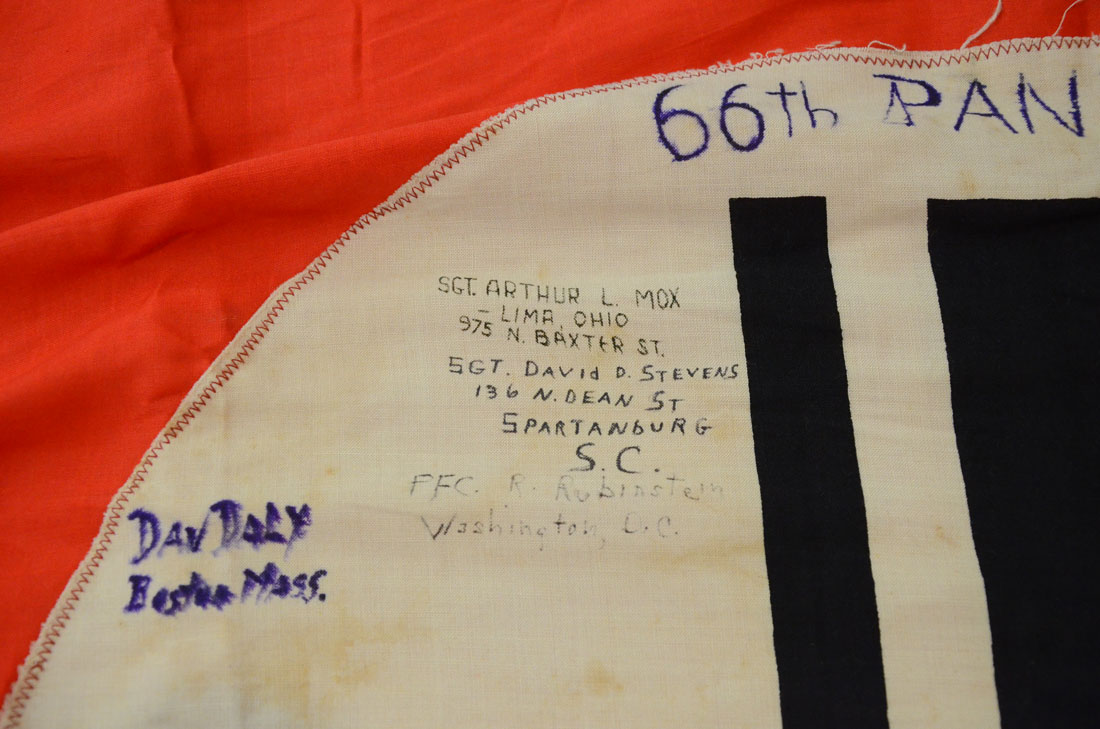 66th PAN
SGT. ARTHUR L. MOX
- LIMA, OHIO
975 N. BAXTER ST.
SGT. DAVid D. STEVENS
136 N. DEAN ST
SPARTANbURG
S.C.
PFC. R. Rubinstein
Washington, D.C.
DAV DALY
Boston Mass.